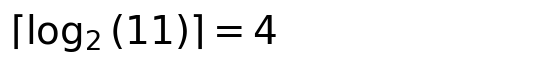 ⌈log₂ (11)⌉ = 4